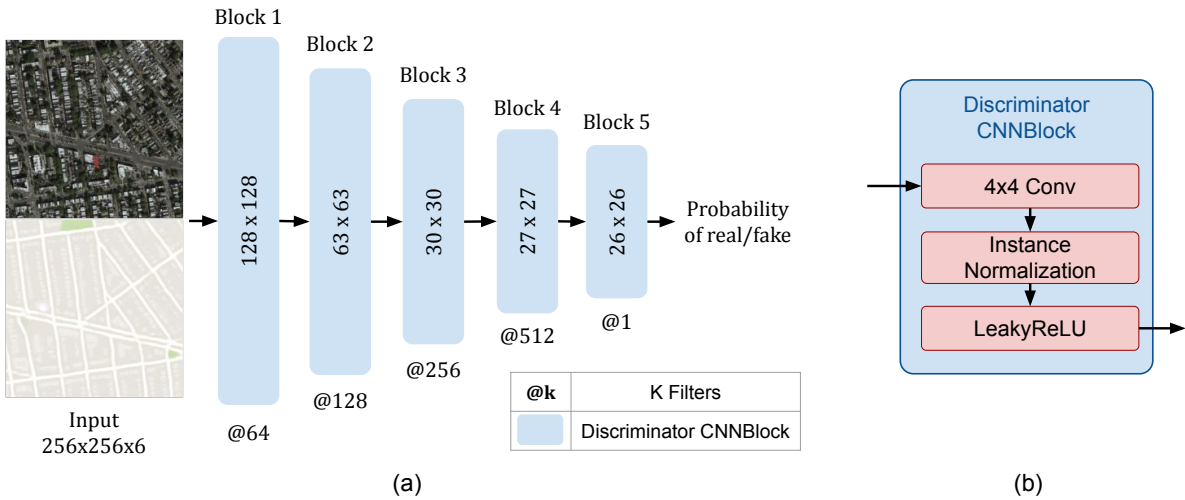 Block 1
Block 2
Block 3
Block 4
Block 5
128 x 128
63 x 63
30 x 30
27 x 27
26 x 26
Probability
of real/fake
@64
@128
@256
@512
@1
Input
256x256x6
@k K Filters
Discriminator CNNBlock
(a)
Discriminator
CNNBlock
4x4 Conv
Instance
Normalization
LeakyReLU
(b)